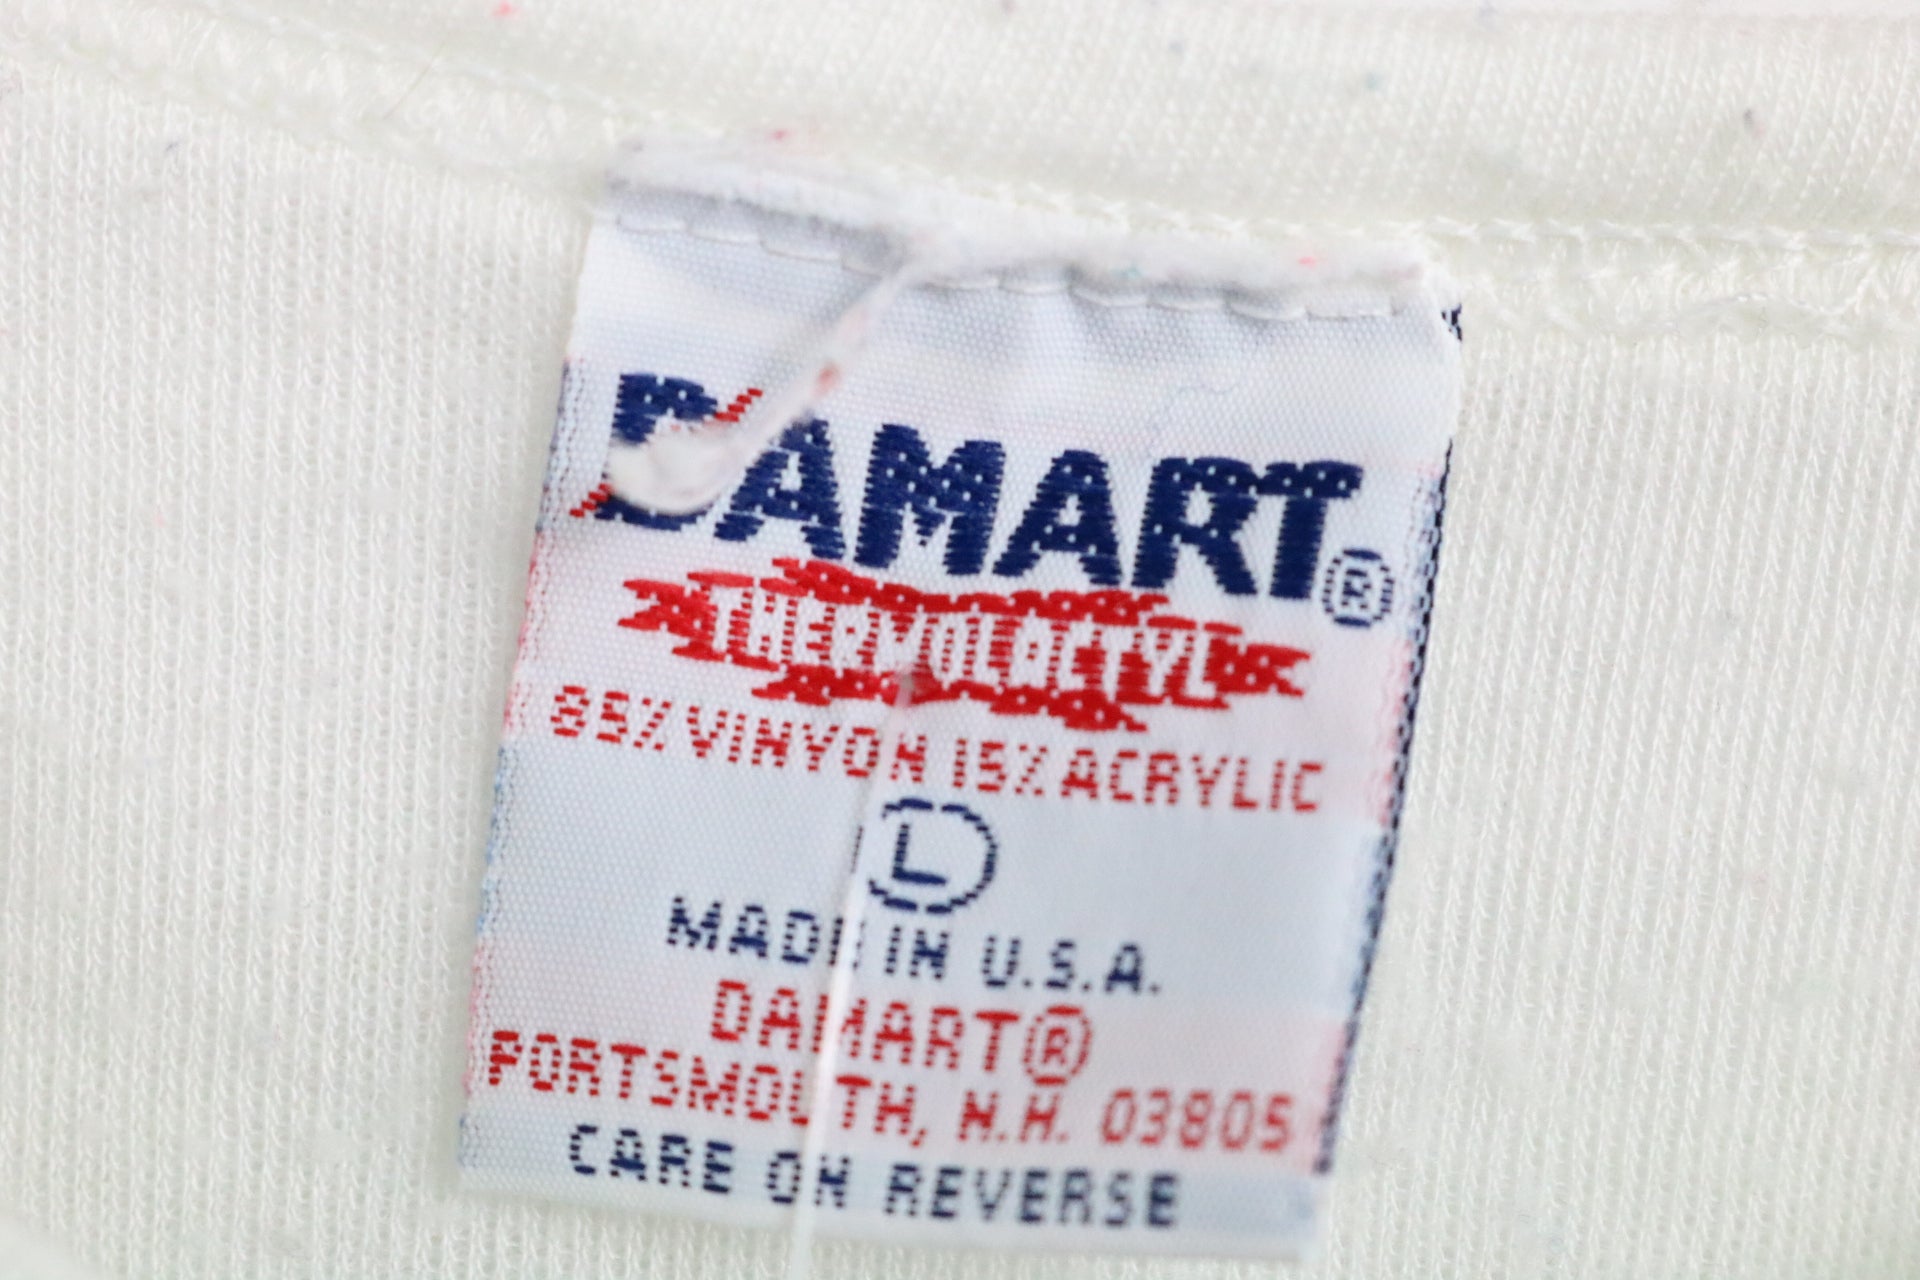 DAMART®
THERMOLACTYL
85% VINYON 15% ACRYLIC
L
MADE IN U.S.A.
DAMART®
PORTSMOUTH, N.H. 03805
CARE ON REVERSE